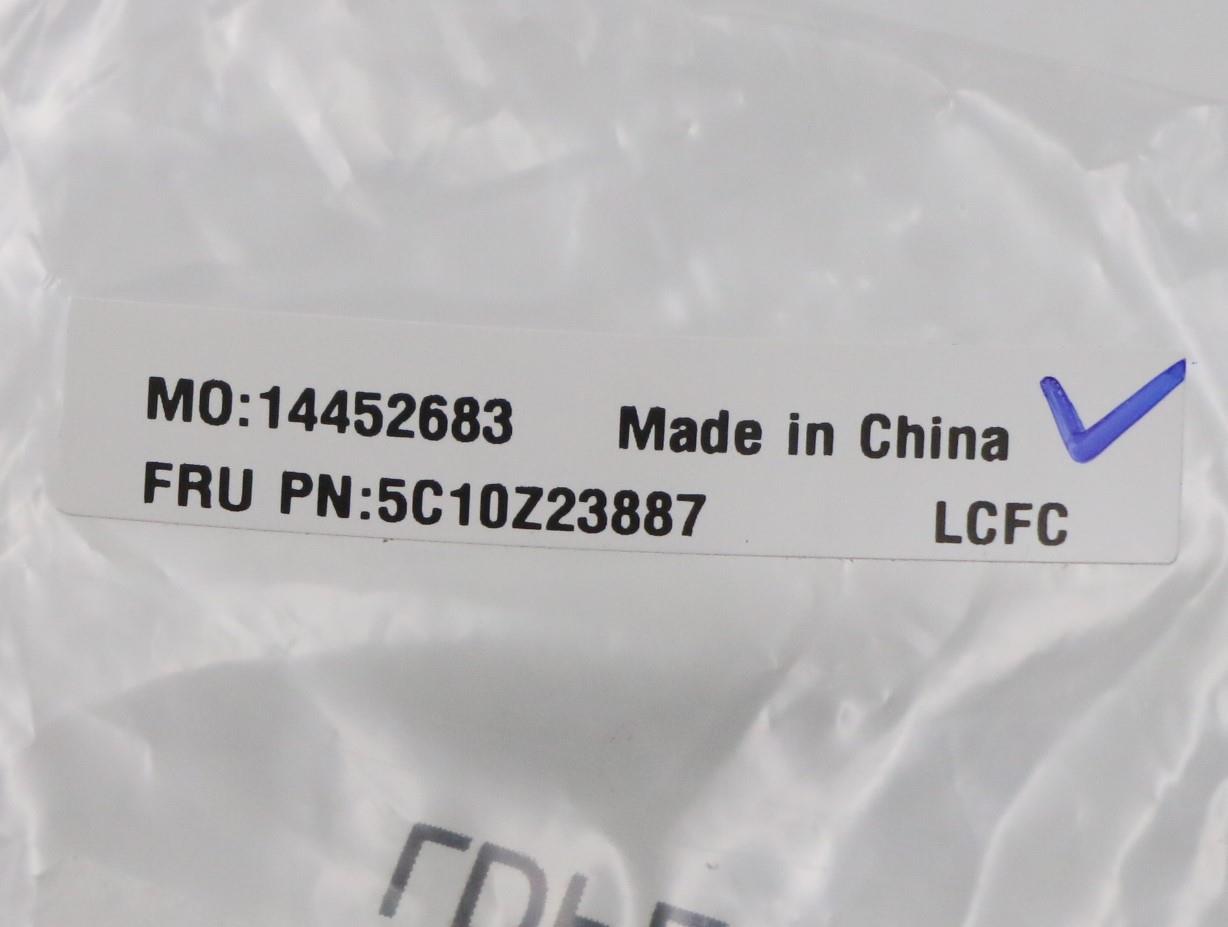 MO:14452683 Made in China
FRU PN:5C10Z23887 LCFC